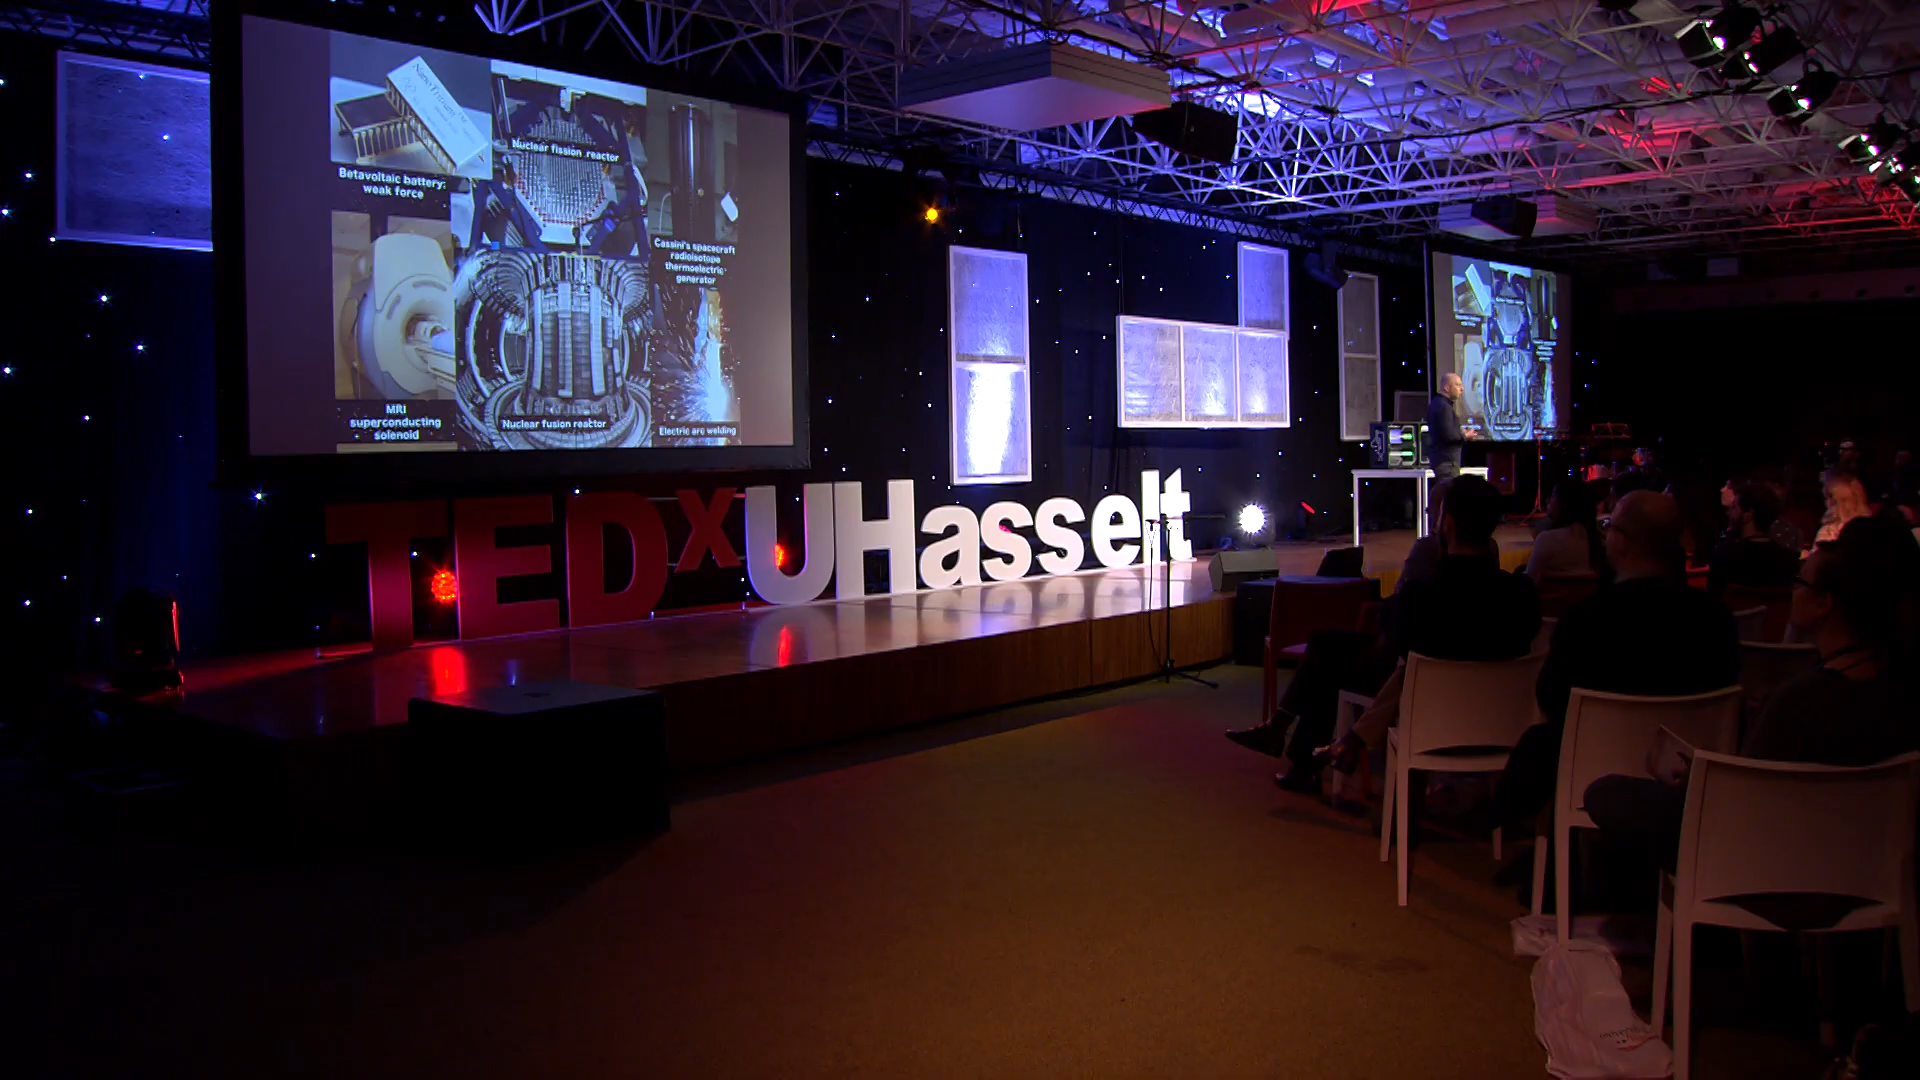 NanoTritium™
Betavoltaic battery:
weak force
Nuclear fission reactor
Cassini's spacecraft
radioisotope
thermoelectric
generator
MRI
superconducting
solenoid
Nuclear fusion reactor
Electric arc welding
TEDxUHasselt